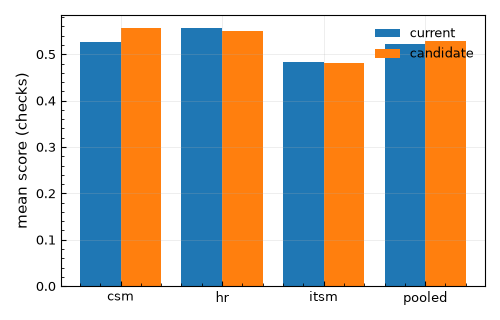 current
candidate
mean score (checks)
0.5
0.4
0.3
0.2
0.1
0.0
csm hr itsm pooled